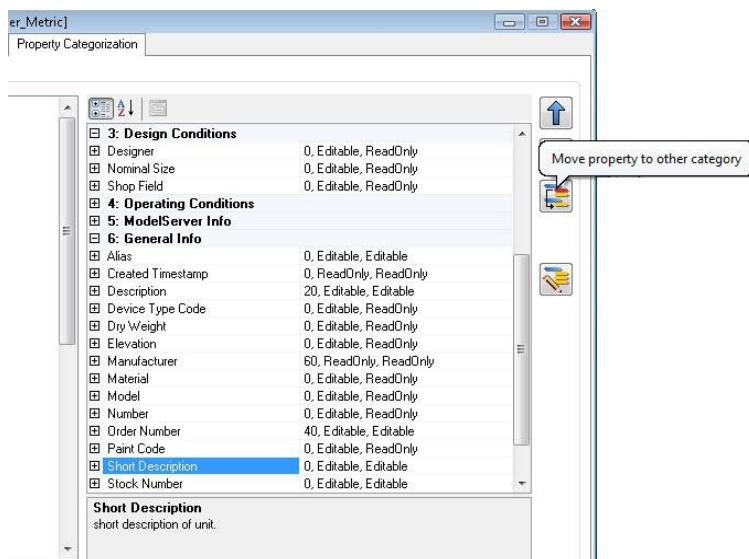 er_Metric]
Property Categorization
3: Design Conditions
Designer 0, Editable, ReadOnly
Nominal Size 0, Editable, ReadOnly
Shop Field 0, Editable, ReadOnly
4: Operating Conditions
5: ModelServer Info
6: General Info
Alias 0, Editable, Editable
Created Timestamp 0, ReadOnly, ReadOnly
Description 20, Editable, Editable
Device Type Code 0, Editable, ReadOnly
Dry Weight 0, Editable, ReadOnly
Elevation 0, Editable, ReadOnly
Manufacturer 60, ReadOnly, ReadOnly
Material 0, Editable, ReadOnly
Model 0, Editable, ReadOnly
Number 0, Editable, ReadOnly
Order Number 40, Editable, Editable
Paint Code 0, Editable, ReadOnly
Short Description 0, Editable, Editable
Stock Number 0, Editable, Editable
Short Description
short description of unit.
Move property to other category